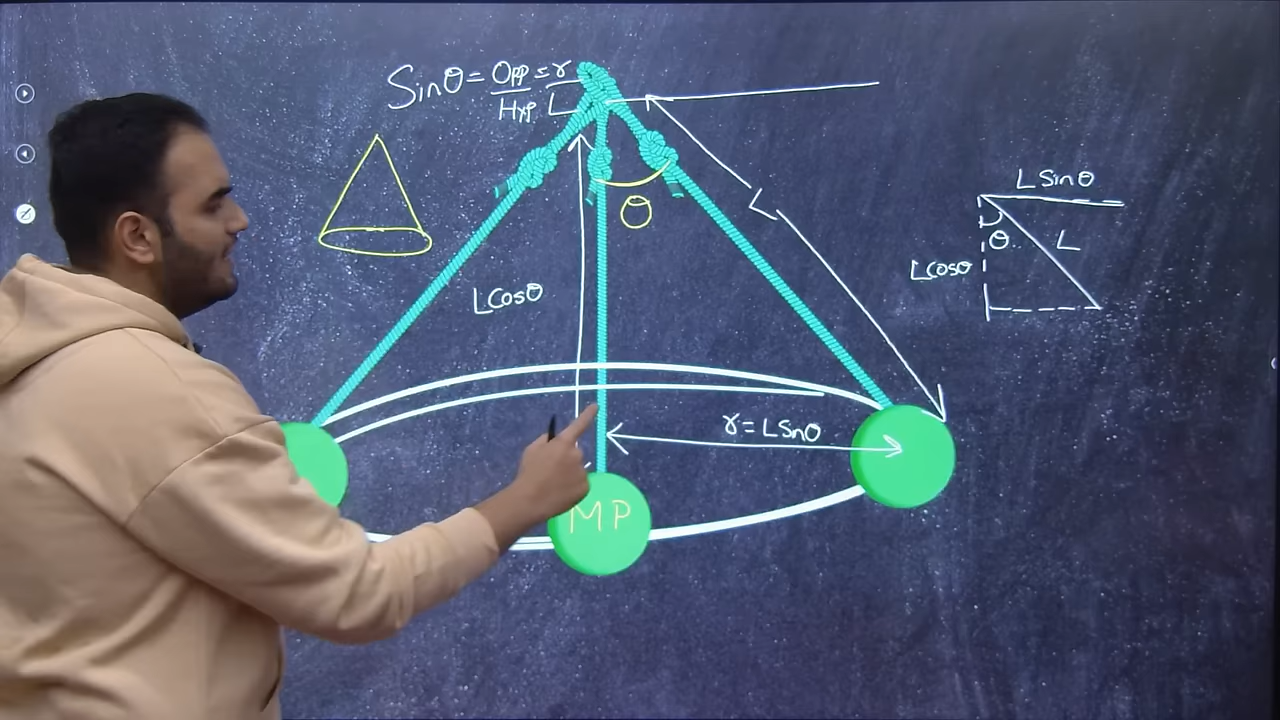 Sinθ = Opp/Hyp = r/L
θ
L
Lcosθ
r = LSinθ
MP
LSinθ
θ
L
Lcosθ